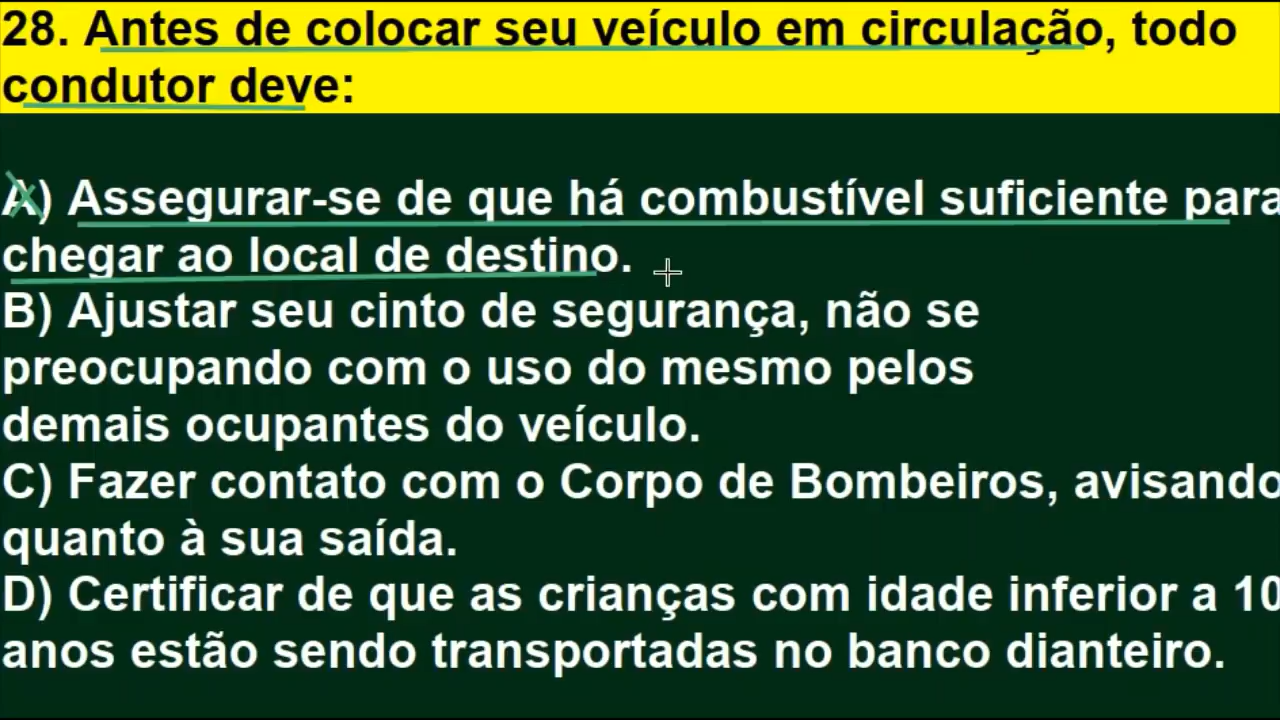 28. Antes de colocar seu veículo em circulação, todo
condutor deve:
A) Assegurar-se de que há combustível suficiente para
chegar ao local de destino.
B) Ajustar seu cinto de segurança, não se
preocupando com o uso do mesmo pelos
demais ocupantes do veículo.
C) Fazer contato com o Corpo de Bombeiros, avisando
quanto à sua saída.
D) Certificar de que as crianças com idade inferior a 10
anos estão sendo transportadas no banco dianteiro.